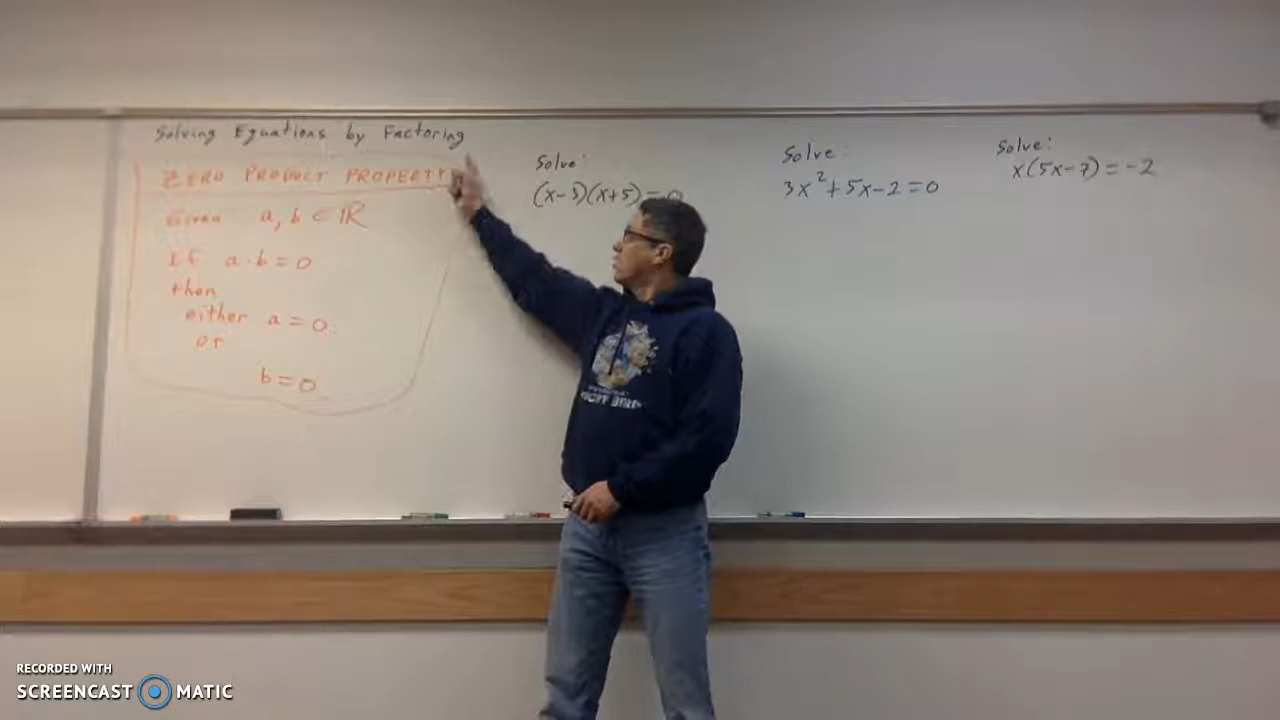 Solving Equations by Factoring
ZERO PRODUCT PROPERTY
Given a, b ∈ ℝ
If a·b=0
then
either a=0
or
b=0
Solve:
(x-3)(x+5)=0
Solve:
3x²+5x-2=0
Solve:
x(5x-7)=-2
RECORDED WITH
SCREENCAST MATIC